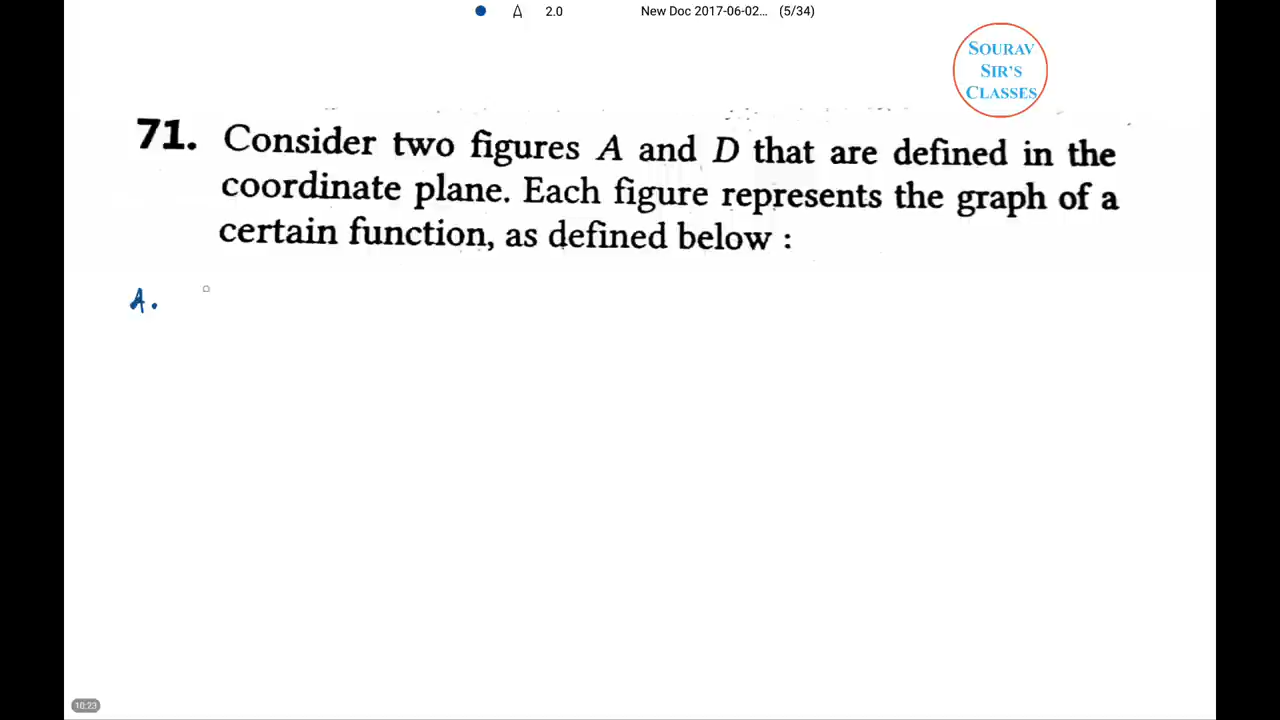 A 2.0 New Doc 2017-06-02... (5/34)
SOURAV
SIR'S
CLASSES
71. Consider two figures A and D that are defined in the
coordinate plane. Each figure represents the graph of a
certain function, as defined below :
A.
10:23